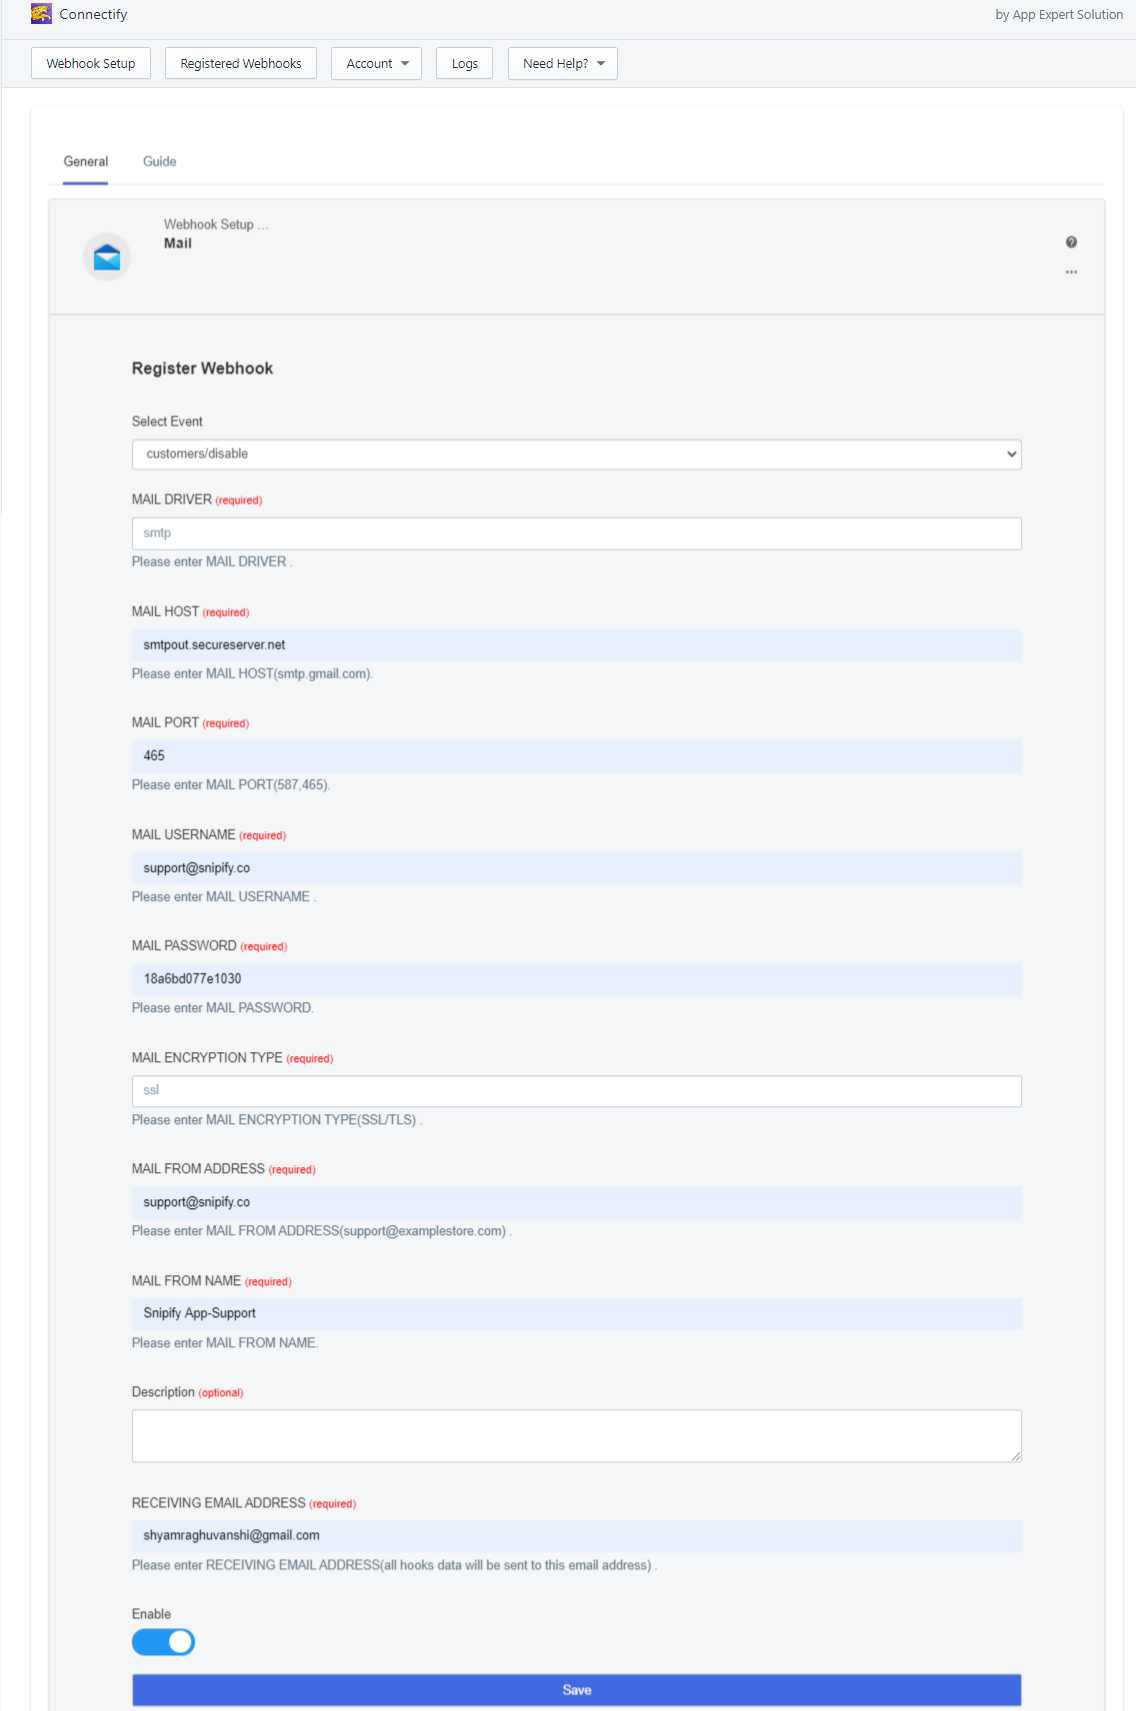 Connectify
by App Expert Solution
Webhook Setup
Registered Webhooks
Account
Logs
Need Help?
General
Guide
Webhook Setup ...
Mail
Register Webhook
Select Event
customers/disable
MAIL DRIVER (required)
smtp
Please enter MAIL DRIVER .
MAIL HOST (required)
smtpout.secureserver.net
Please enter MAIL HOST(smtp.gmail.com).
MAIL PORT (required)
465
Please enter MAIL PORT(587,465).
MAIL USERNAME (required)
support@snipify.co
Please enter MAIL USERNAME .
MAIL PASSWORD (required)
18a6bd077e1030
Please enter MAIL PASSWORD.
MAIL ENCRYPTION TYPE (required)
ssl
Please enter MAIL ENCRYPTION TYPE(SSL/TLS) .
MAIL FROM ADDRESS (required)
support@snipify.co
Please enter MAIL FROM ADDRESS(support@examplestore.com) .
MAIL FROM NAME (required)
Snipify App-Support
Please enter MAIL FROM NAME.
Description (optional)
RECEIVING EMAIL ADDRESS (required)
shyamraghuvanshi@gmail.com
Please enter RECEIVING EMAIL ADDRESS(all hooks data will be sent to this email address) .
Enable
Save